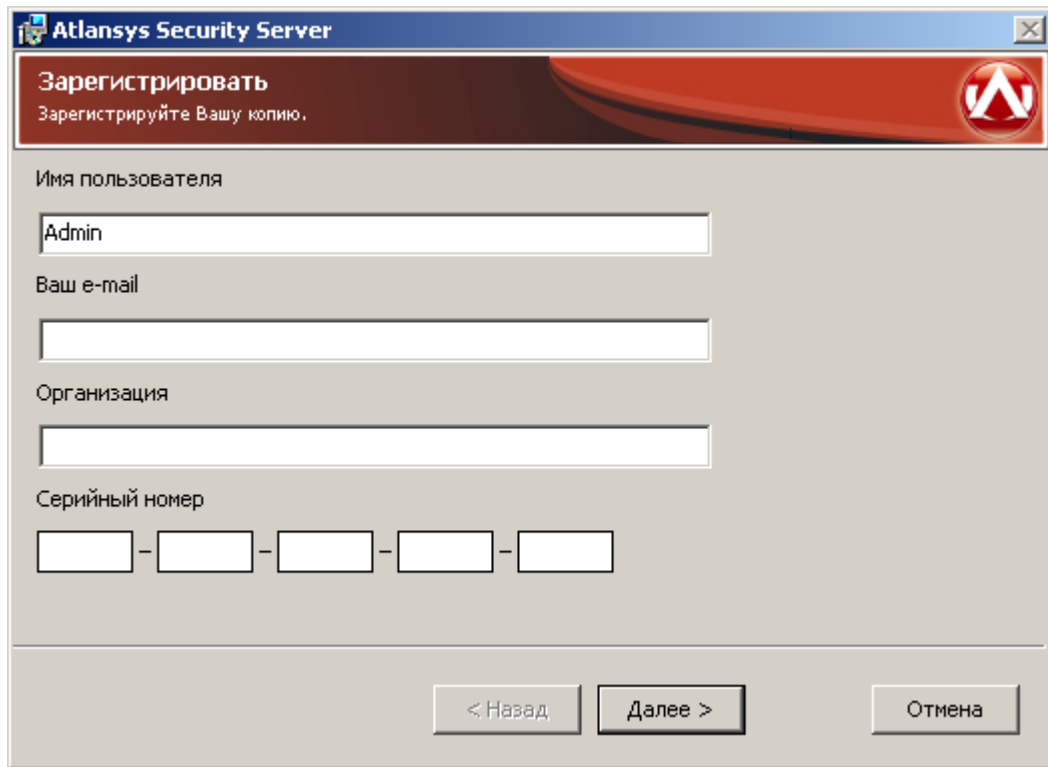 Atlansys Security Server
Зарегистрировать
Зарегистрируйте Вашу копию.
Имя пользователя
Admin
Ваш e-mail
Организация
Серийный номер
- - - -
< Назад Далее > Отмена